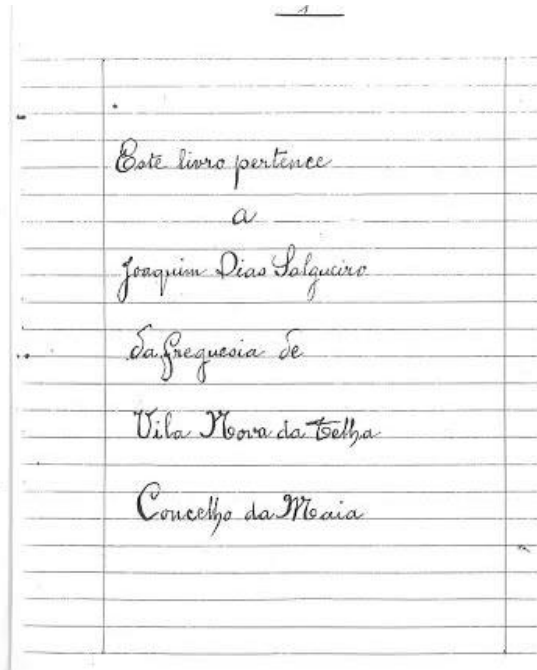 1
Este livro pertence
a
Joaquim Dias Salgueiro
da freguesia de
Vila Nova da Telha
Concelho da Maia